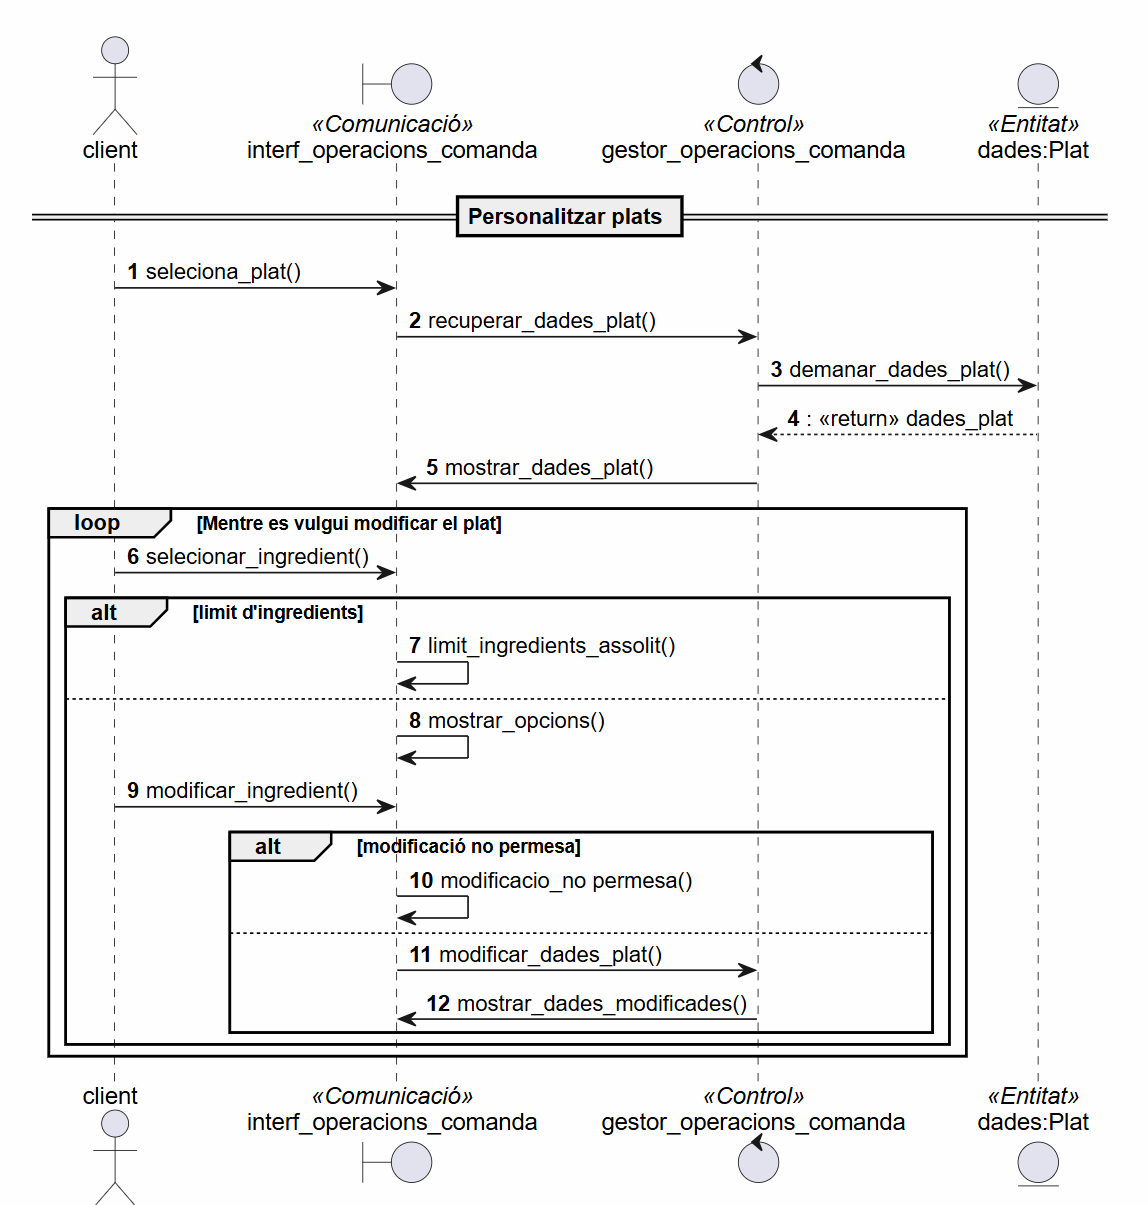 client
«Comunicació»
interf_operacions_comanda
«Control»
gestor_operacions_comanda
«Entitat»
dades:Plat
Personalitzar plats
1 seleciona_plat()
2 recuperar_dades_plat()
3 demanar_dades_plat()
4 : «return» dades_plat
5 mostrar_dades_plat()
loop [Mentre es vulgui modificar el plat]
6 selecionar_ingredient()
alt [limit d'ingredients]
7 limit_ingredients_assolit()
8 mostrar_opcions()
9 modificar_ingredient()
alt [modificació no permesa]
10 modificacio_no permesa()
11 modificar_dades_plat()
12 mostrar_dades_modificades()
client
«Comunicació»
interf_operacions_comanda
«Control»
gestor_operacions_comanda
«Entitat»
dades:Plat